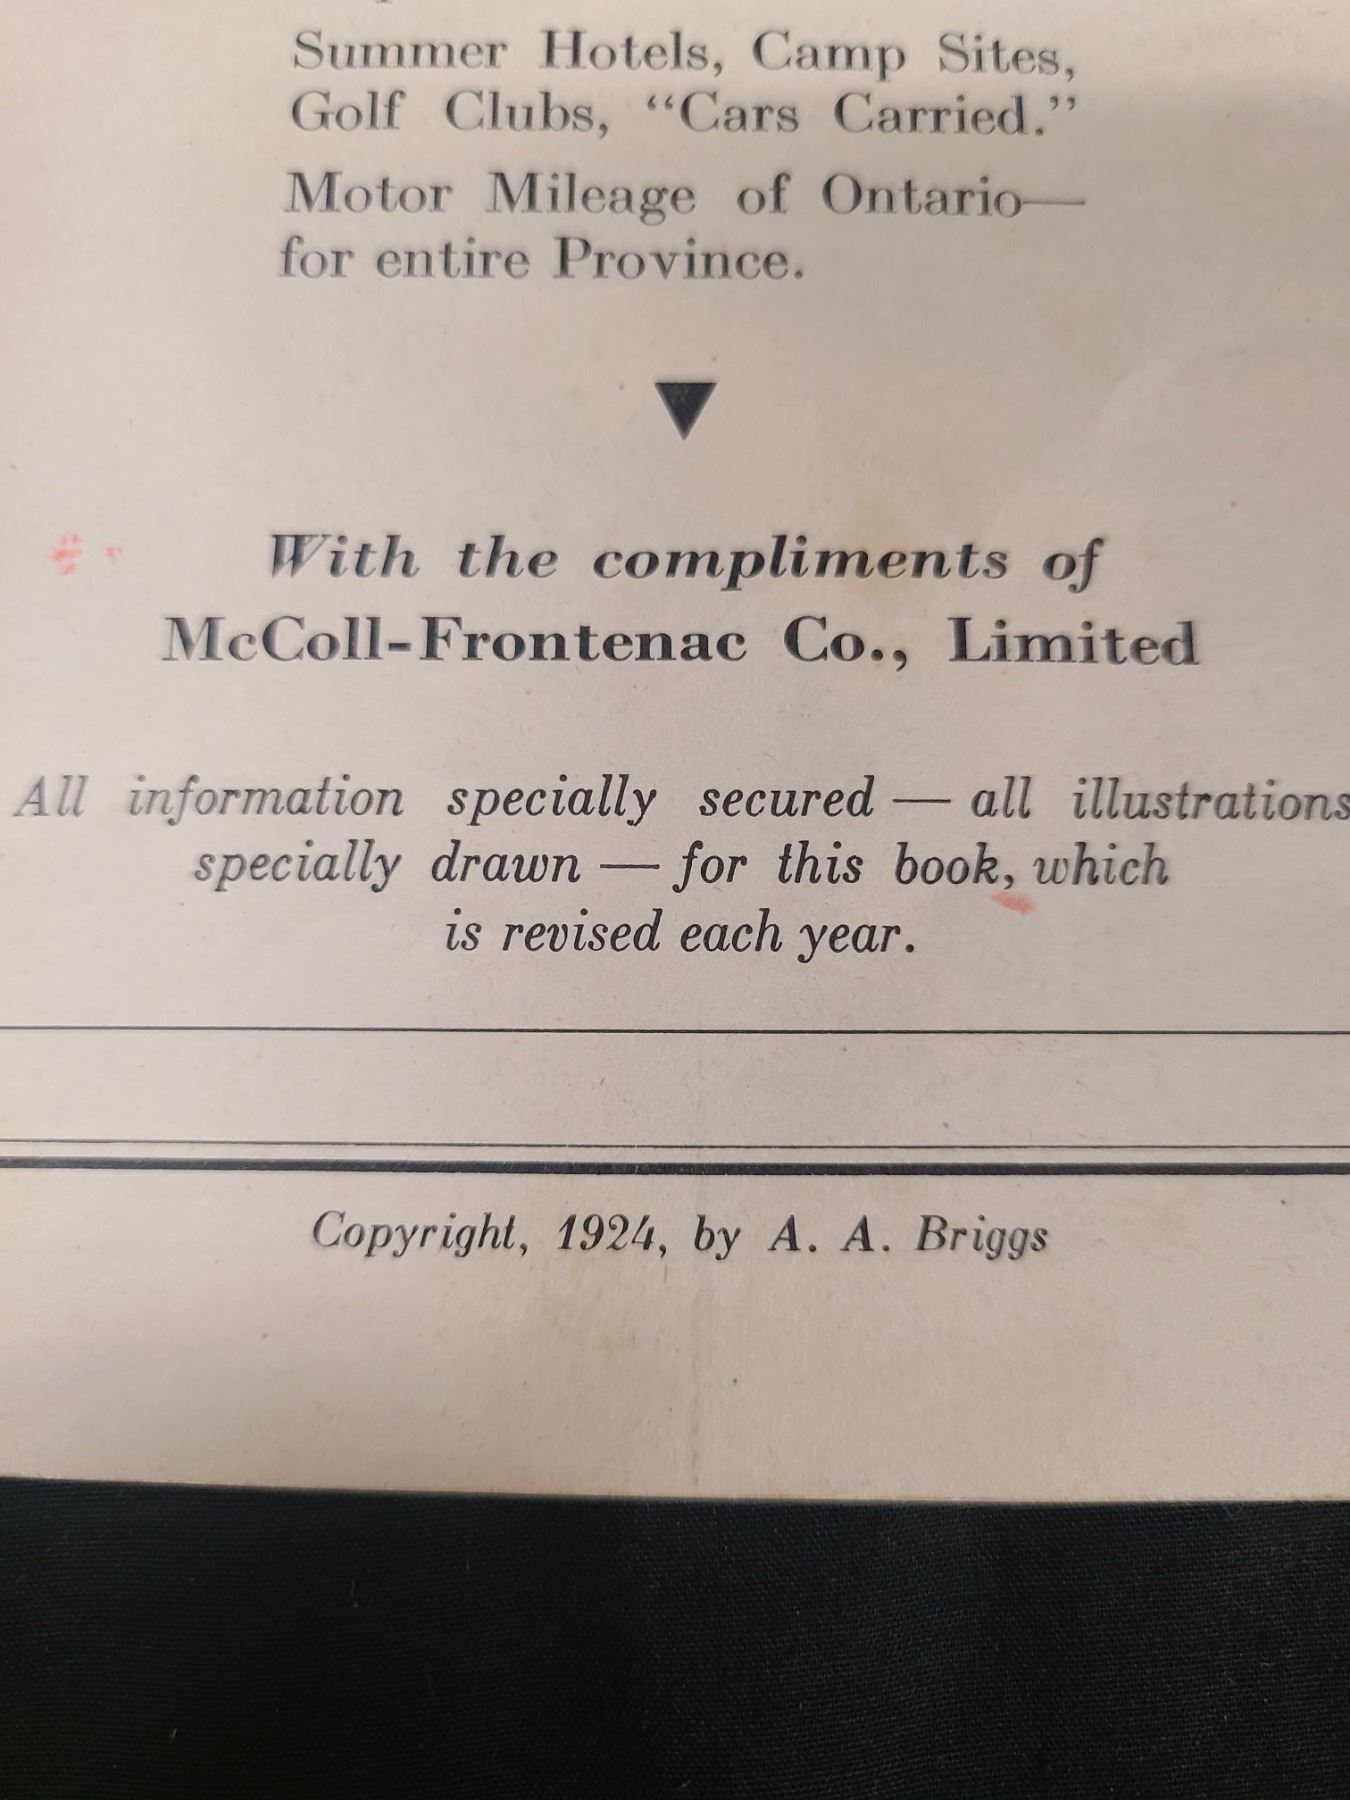 Summer Hotels, Camp Sites,
Golf Clubs, “Cars Carried.”
Motor Mileage of Ontario—
for entire Province.
With the compliments of
McColl-Frontenac Co., Limited
All information specially secured — all illustrations
specially drawn — for this book, which
is revised each year.
Copyright, 1924, by A. A. Briggs